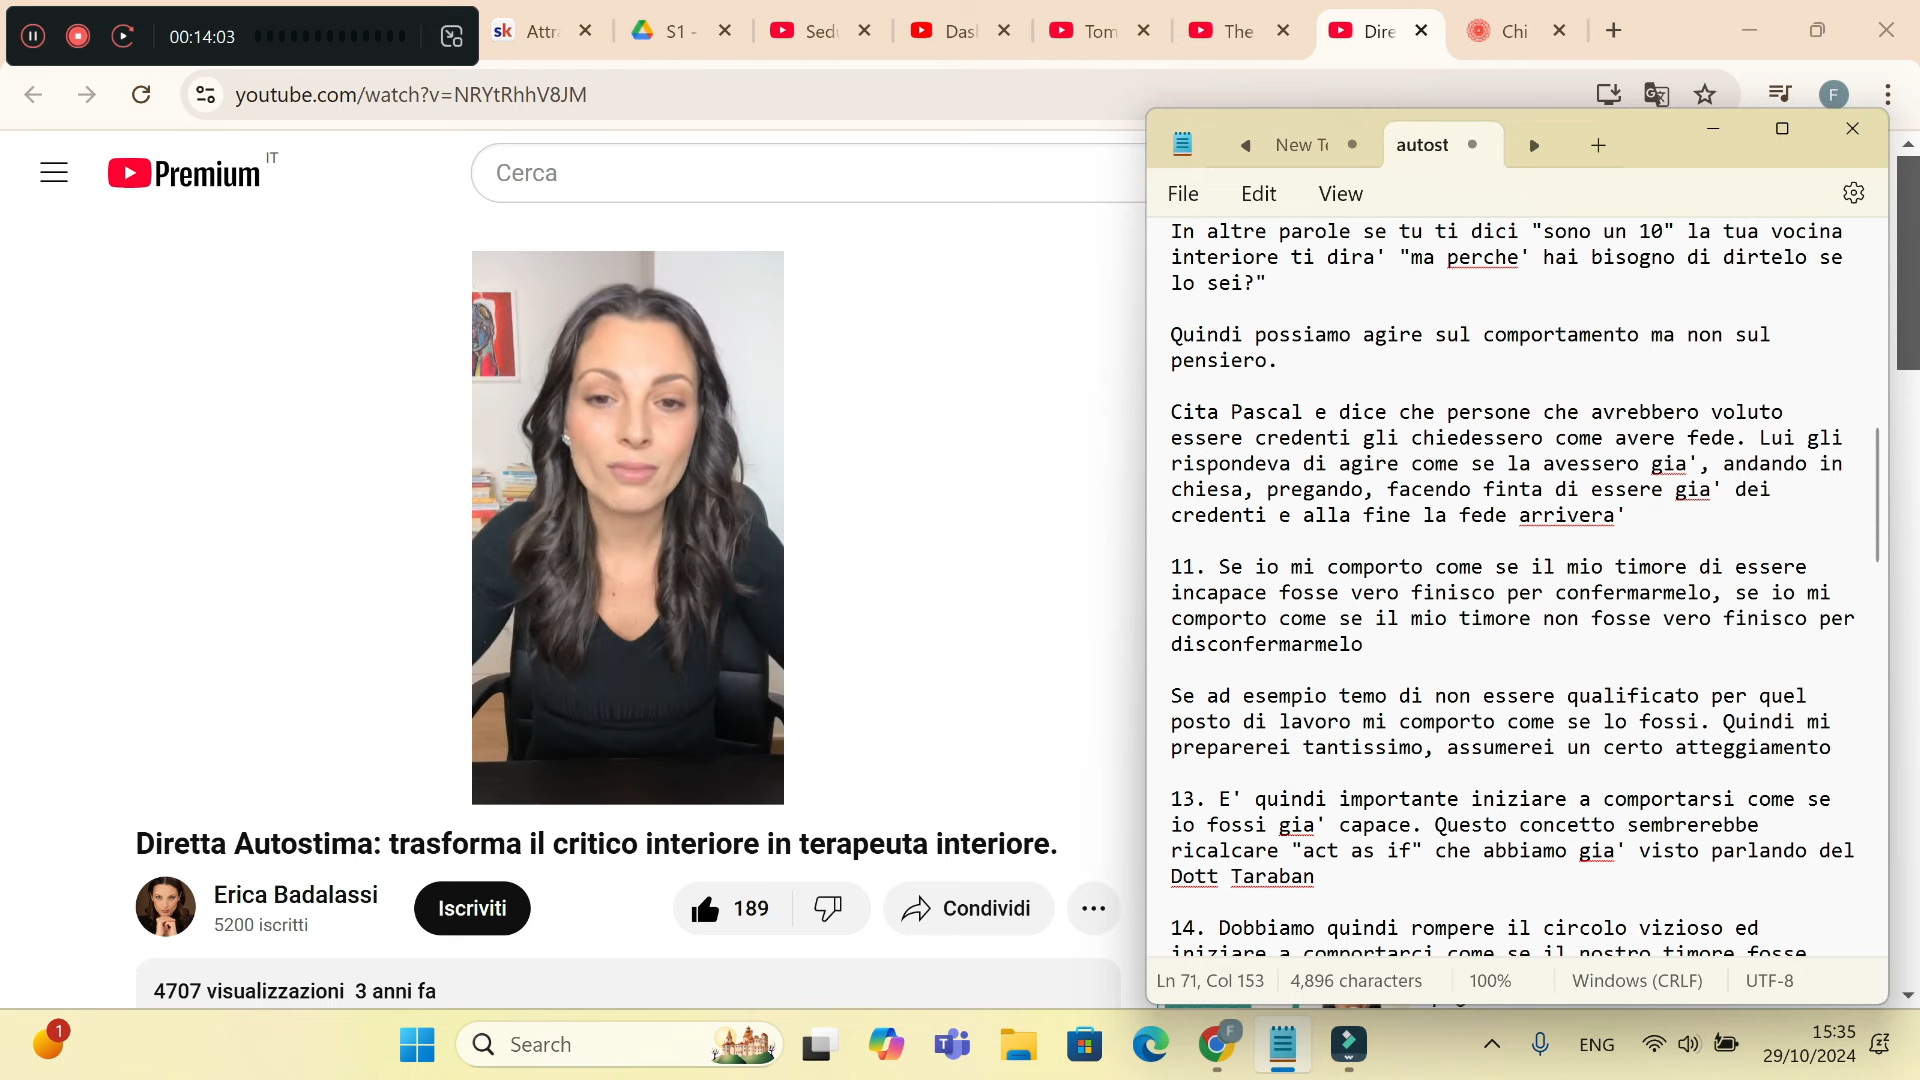 00:14:03
Attr
S1 -
Sedu
Das
Tom
The
Dire
Chi
youtube.com/watch?v=NRYtRhhV8JM
F
Premium IT
Cerca
New Te
autost
File Edit View
In altre parole se tu ti dici "sono un 10" la tua vocina
interiore ti dira' "ma perche' hai bisogno di dirtelo se
lo sei?"
Quindi possiamo agire sul comportamento ma non sul
pensiero.
Cita Pascal e dice che persone che avrebbero voluto
essere credenti gli chiedessero come avere fede. Lui gli
rispondeva di agire come se la avessero gia', andando in
chiesa, pregando, facendo finta di essere gia' dei
credenti e alla fine la fede arrivera'
11. Se io mi comporto come se il mio timore di essere
incapace fosse vero finisco per confermarmelo, se io mi
comporto come se il mio timore non fosse vero finisco per
disconfermarmelo
Se ad esempio temo di non essere qualificato per quel
posto di lavoro mi comporto come se lo fossi. Quindi mi
preparerei tantissimo, assumerei un certo atteggiamento
13. E' quindi importante iniziare a comportarsi come se
io fossi gia' capace. Questo concetto sembrerebbe
ricalcare "act as if" che abbiamo gia' visto parlando del
Dott Taraban
14. Dobbiamo quindi rompere il circolo vizioso ed
iniziare a comportarci come se il nostro timore fosse
Ln 71, Col 153
4,896 characters
100%
Windows (CRLF)
UTF-8
Diretta Autostima: trasforma il critico interiore in terapeuta interiore.
Erica Badalassi
5200 iscritti
Iscriviti
189
Condividi
4707 visualizzazioni 3 anni fa
1
Search
F
ENG
15:35
29/10/2024